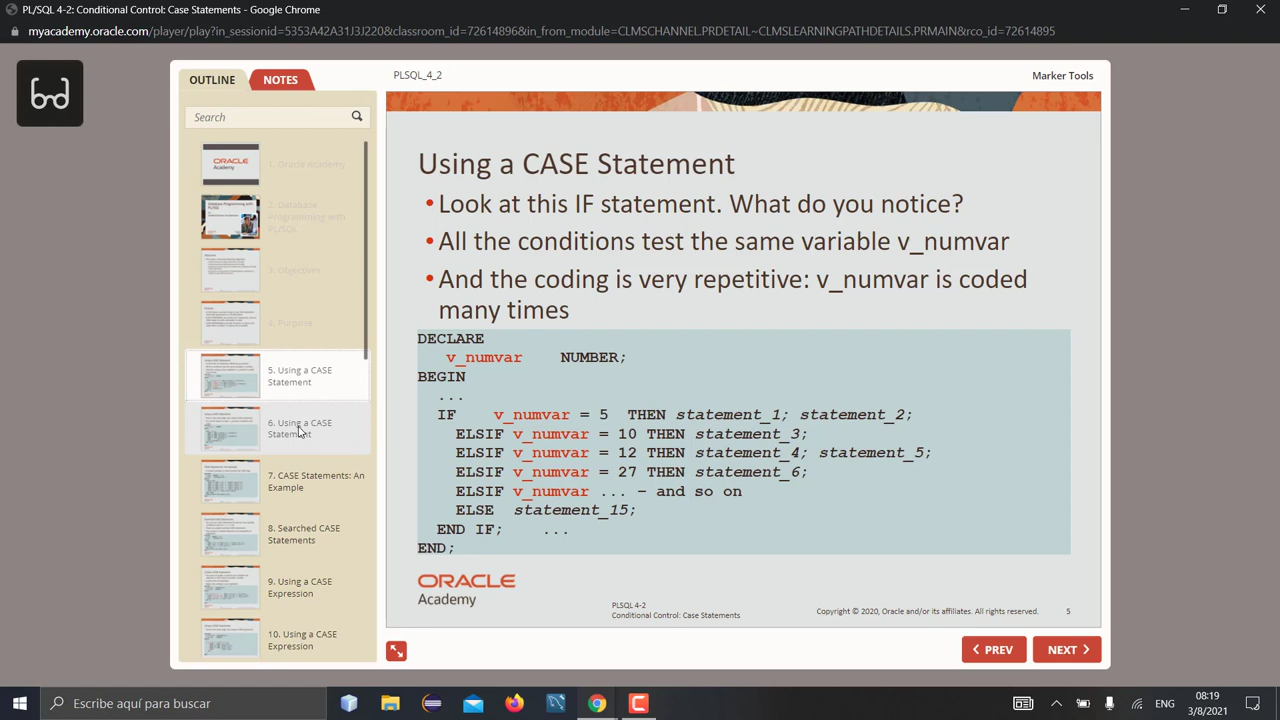 PL/SQL 4-2: Conditional Control: Case Statements - Google Chrome
myacademy.oracle.com/player/play?in_sessionid=5353A42A31J3J220&classroom_id=72614896&in_from_module=CLMSCHANNEL.PRDETAIL~CLMSLEARNINGPATHDETAILS.PRMAIN&rco_id=72614895
OUTLINE
NOTES
PLSQL_4_2
Marker Tools
Search
ORACLE
Academy
1. Oracle Academy
2. Database
Programming with
PL/SQL
3. Objectives
4. Purpose
5. Using a CASE
Statement
6. Using a CASE
Statement
7. CASE Statements: An
Example
8. Searched CASE
Statements
9. Using a CASE
Expression
10. Using a CASE
Expression
Using a CASE Statement
•Look at this IF statement. What do you notice?
•All the conditions test the same variable v_numvar
•And the coding is very repetitive: v_numvar is coded
many times
DECLARE
v_numvar NUMBER;
BEGIN
...
IF v_numvar = 5 THEN statement_1; statement_2;
ELSIF v_numvar = 10 THEN statement_3;
ELSIF v_numvar = 12 THEN statement_4; statement_5;
ELSIF v_numvar = 27 THEN statement_6;
ELSIF v_numvar ... – and so on
ELSE statement_15;
END IF; ...
END;
ORACLE
Academy
PLSQL 4-2
Conditional Control: Case Statements
Copyright © 2020, Oracle and/or its affiliates. All rights reserved.
5
PREV
NEXT
Escribe aquí para buscar
ENG
08:19
3/8/2021